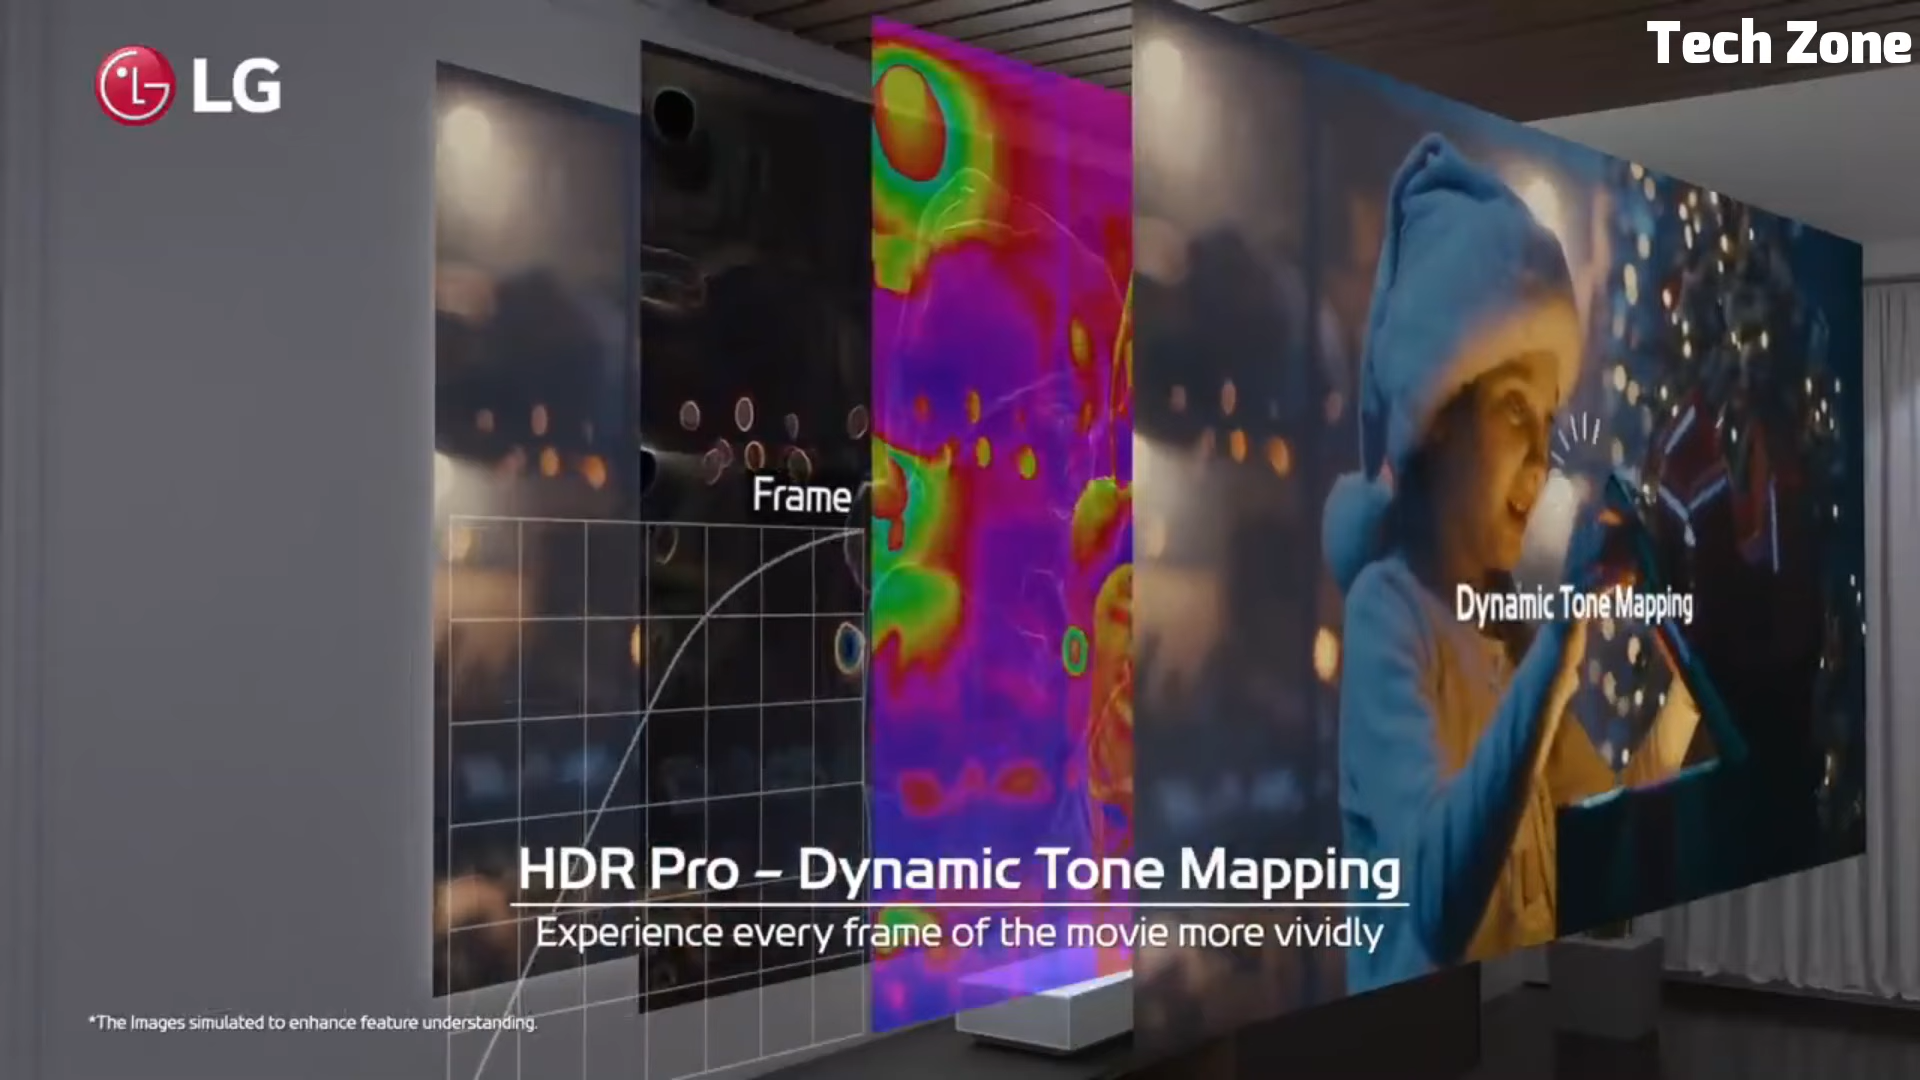 LG
Tech Zone
Frame
Dynamic Tone Mapping
HDR Pro – Dynamic Tone Mapping
Experience every frame of the movie more vividly
*The Images simulated to enhance feature understanding.